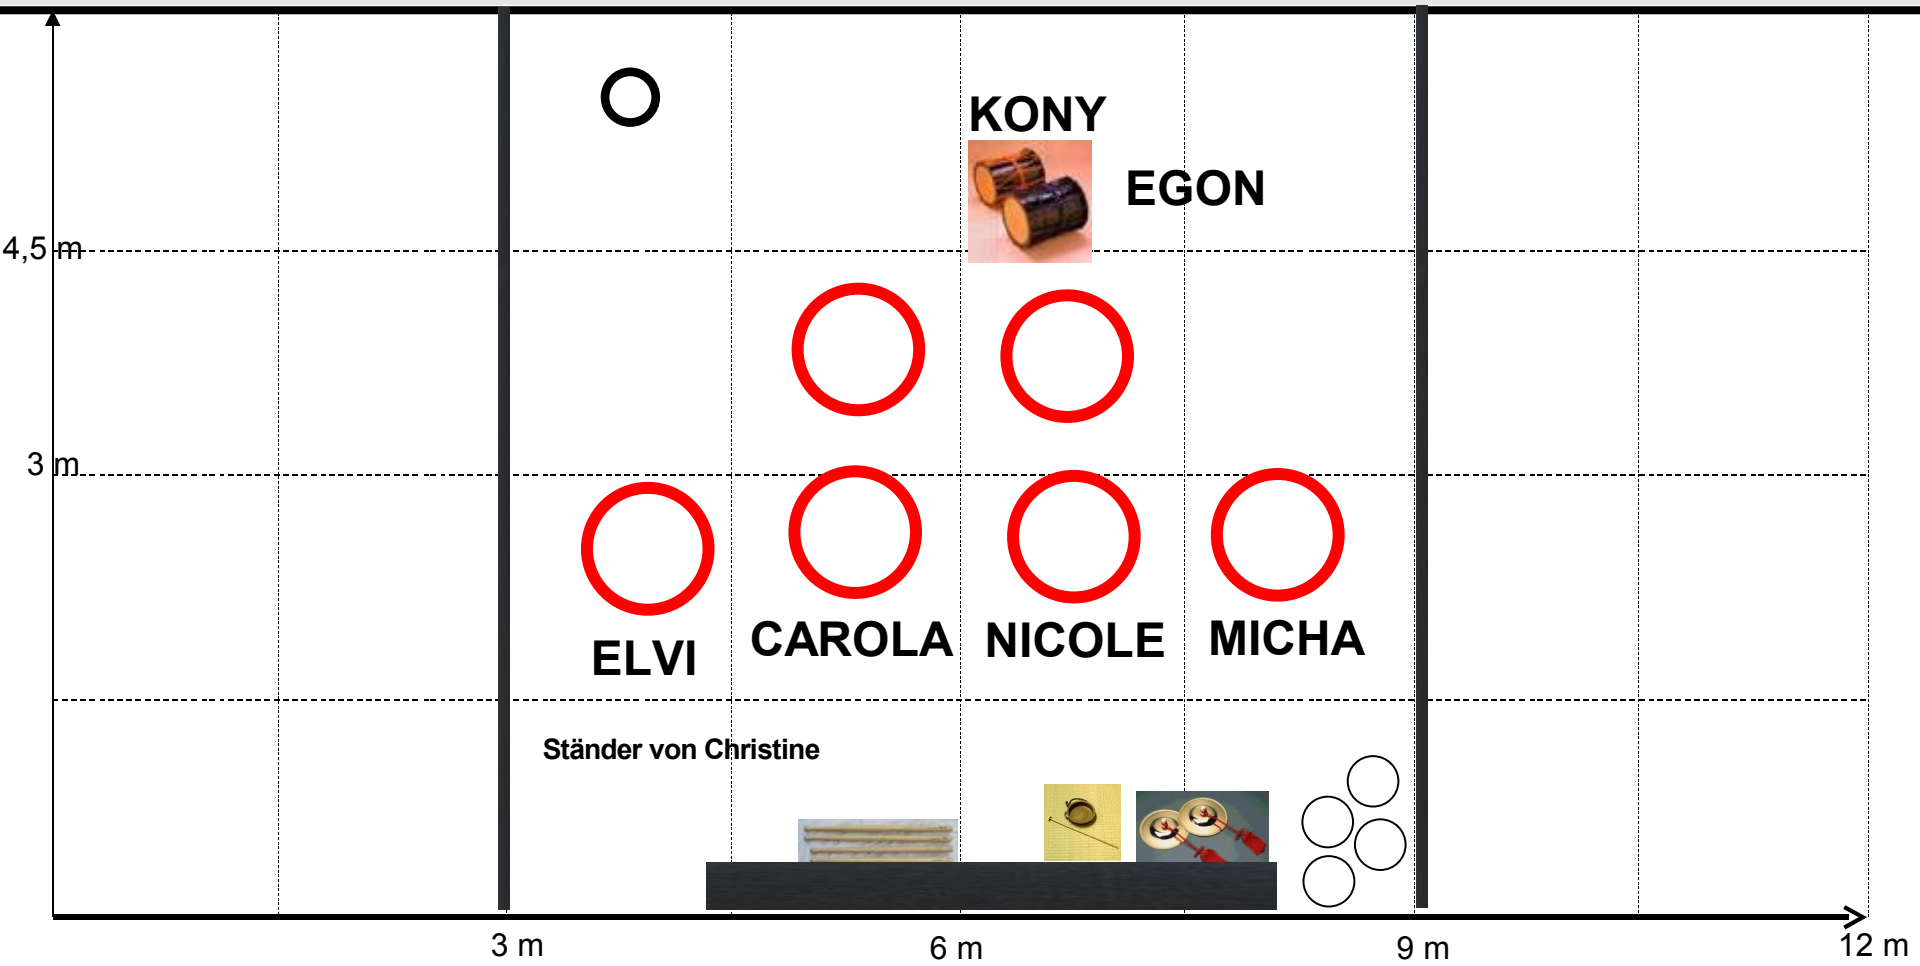 KONY
EGON
4,5 m
3 m
ELVI
CAROLA
NICOLE
MICHA
Ständer von Christine
3 m
6 m
9 m
12 m